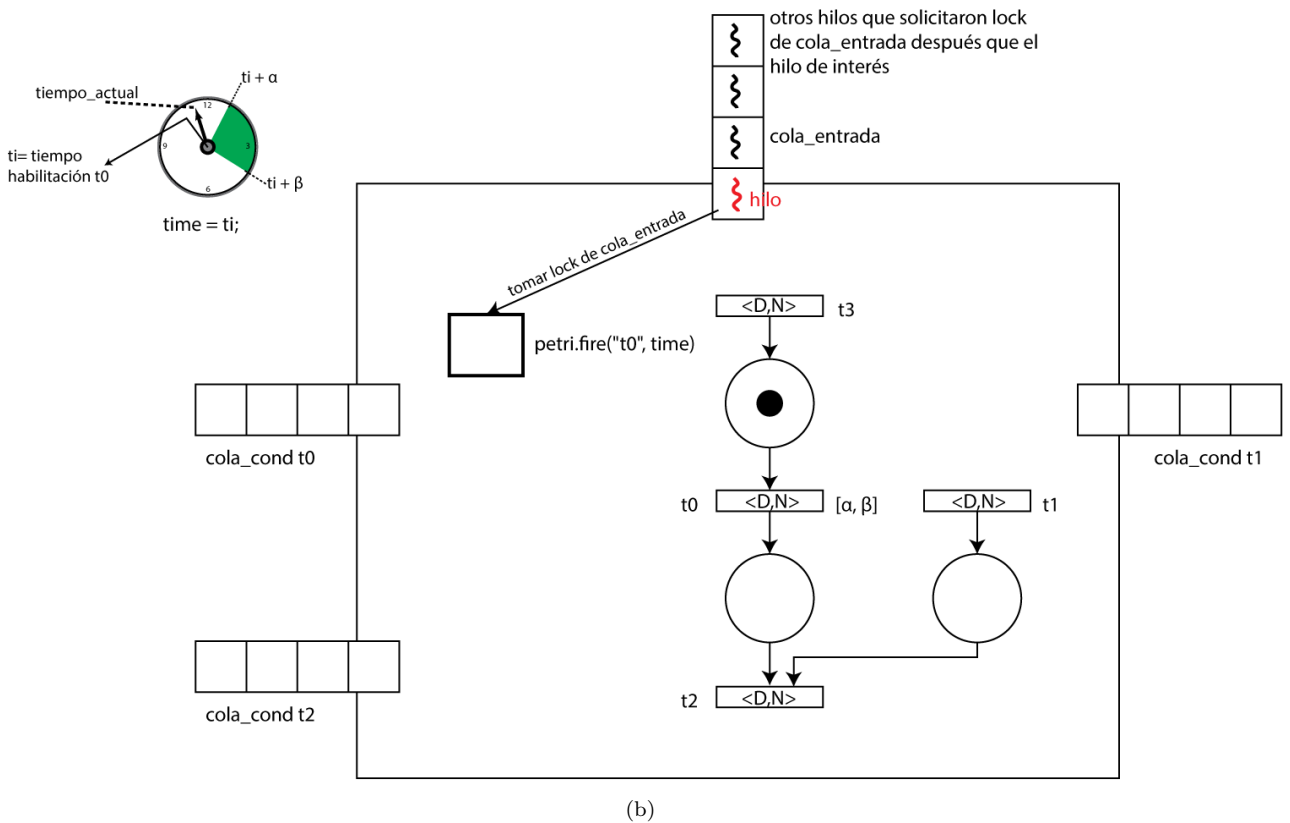 otros hilos que solicitaron lock
de cola_entrada después que el
hilo de interés
ti + α
tiempo_actual
12
9
3
6
ti= tiempo
habilitación t0
ti + β
time = ti;
cola_entrada
hilo
tomar lock de cola_entrada
<D,N>
t3
petri.fire("t0", time)
cola_cond t0
cola_cond t1
t0
<D,N>
[α, β]
<D,N>
t1
t2
<D,N>
cola_cond t2
(b)